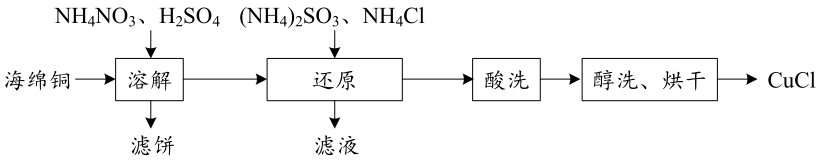 NH4NO3、H2SO4 (NH4)2SO3、NH4Cl
海绵铜 溶解 还原 酸洗 醇洗、烘干 CuCl
滤饼 滤液